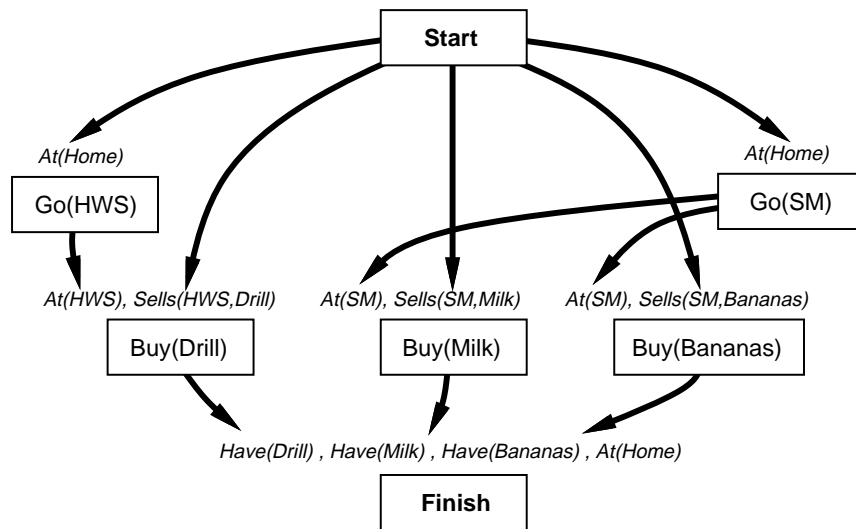 Start
At(Home)
At(Home)
Go(HWS)
Go(SM)
At(HWS), Sells(HWS,Drill)
At(SM), Sells(SM,Milk)
At(SM), Sells(SM,Bananas)
Buy(Drill)
Buy(Milk)
Buy(Bananas)
Have(Drill) , Have(Milk) , Have(Bananas) , At(Home)
Finish